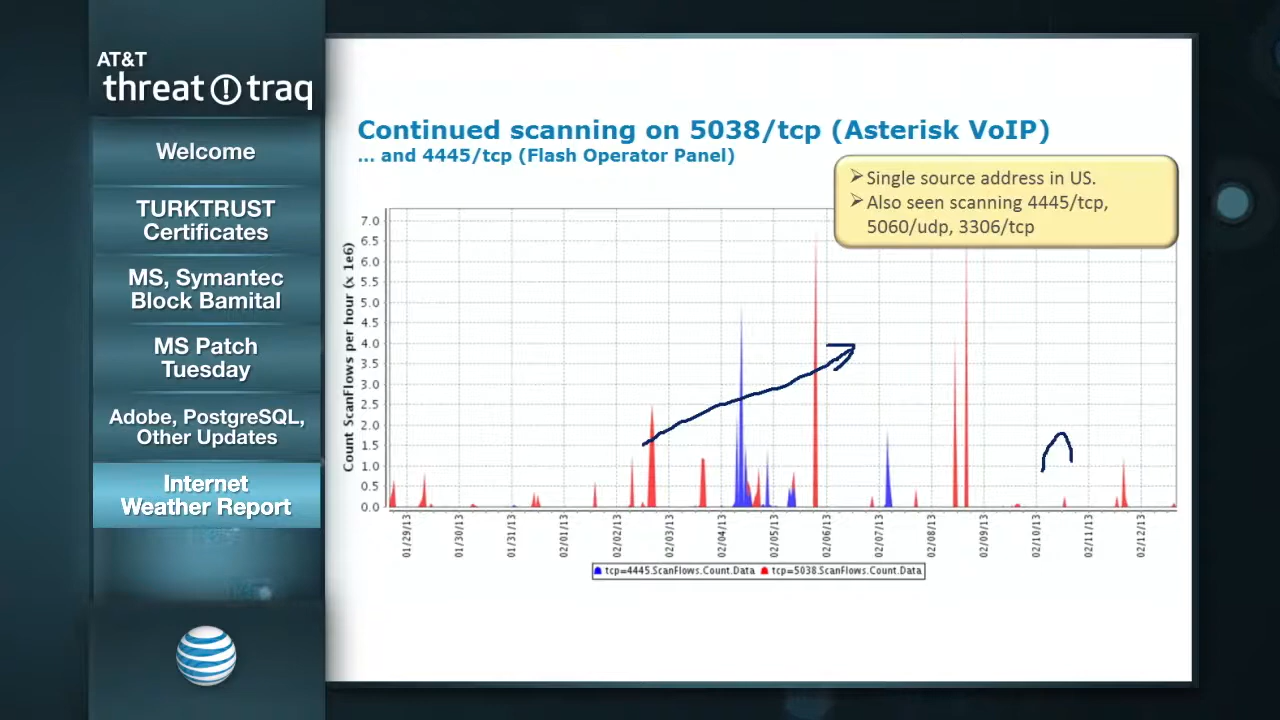 AT&T
threat traq
Welcome
TURKTRUST
Certificates
MS, Symantec
Block Bamital
MS Patch
Tuesday
Adobe, PostgreSQL,
Other Updates
Internet
Weather Report
Continued scanning on 5038/tcp (Asterisk VoIP)
... and 4445/tcp (Flash Operator Panel)
➢ Single source address in US.
➢ Also seen scanning 4445/tcp,
5060/udp, 3306/tcp
Count ScanFlows per hour (x 1e6)
7.0
6.5
6.0
5.5
5.0
4.5
4.0
3.5
3.0
2.5
2.0
1.5
1.0
0.5
0.0
01/29/13
01/30/13
01/31/13
02/01/13
02/02/13
02/03/13
02/04/13
02/05/13
02/06/13
02/07/13
02/08/13
02/09/13
02/10/13
02/11/13
02/12/13
tcp=4445.ScanFlows.Count.Data tcp=5038.ScanFlows.Count.Data